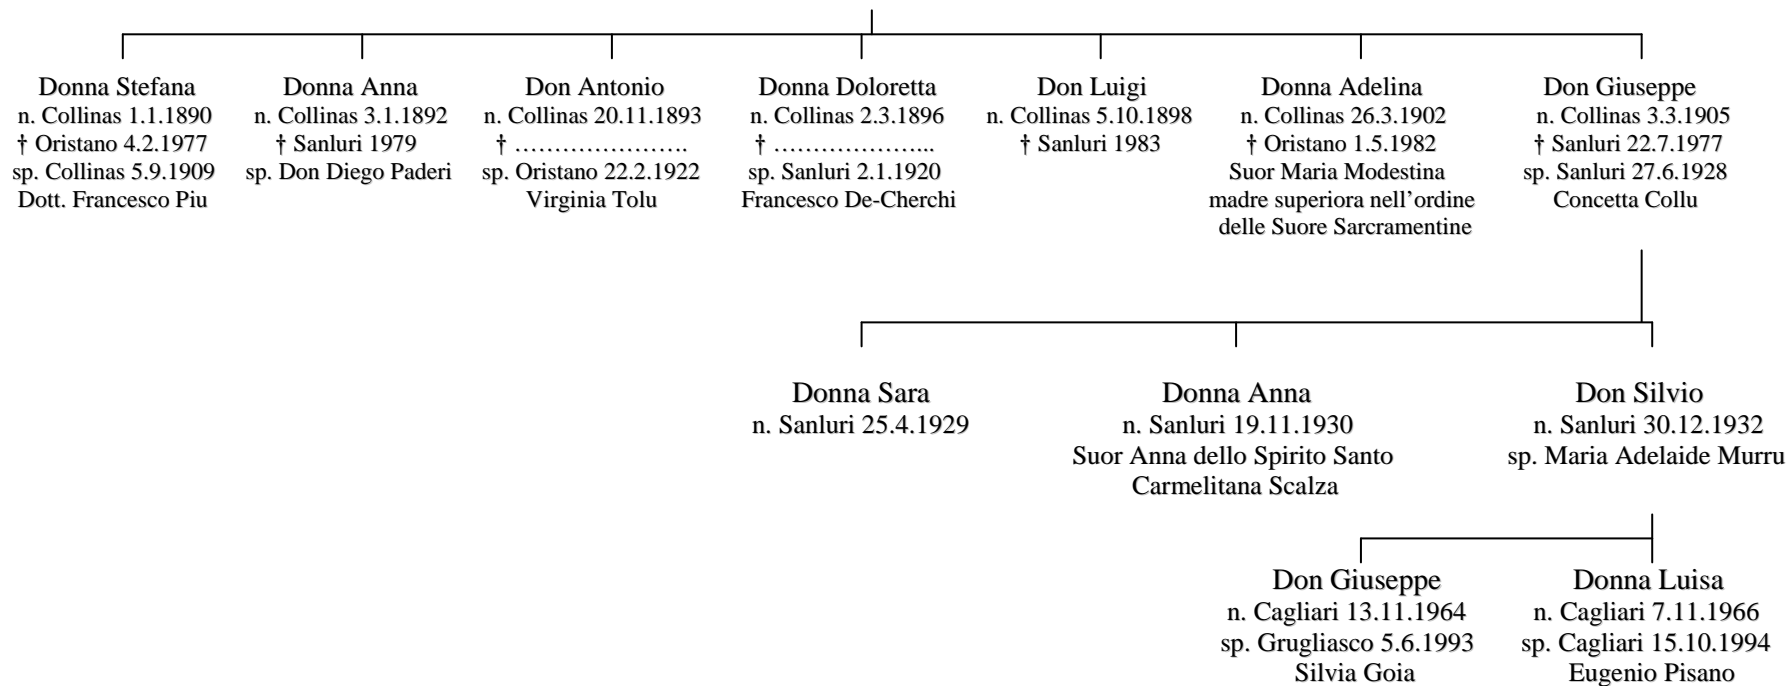 Donna Stefana
n. Collinas 1.1.1890
† Oristano 4.2.1977
sp. Collinas 5.9.1909
Dott. Francesco Piu
Donna Anna
n. Collinas 3.1.1892
† Sanluri 1979
sp. Don Diego Paderi
Don Antonio
n. Collinas 20.11.1893
† ………………….
sp. Oristano 22.2.1922
Virginia Tolu
Donna Doloretta
n. Collinas 2.3.1896
† ………………...
sp. Sanluri 2.1.1920
Francesco De-Cherchi
Don Luigi
n. Collinas 5.10.1898
† Sanluri 1983
Donna Adelina
n. Collinas 26.3.1902
† Oristano 1.5.1982
Suor Maria Modestina
madre superiora nell’ordine
delle Suore Sarcramentine
Don Giuseppe
n. Collinas 3.3.1905
† Sanluri 22.7.1977
sp. Sanluri 27.6.1928
Concetta Collu
Donna Sara
n. Sanluri 25.4.1929
Donna Anna
n. Sanluri 19.11.1930
Suor Anna dello Spirito Santo
Carmelitana Scalza
Don Silvio
n. Sanluri 30.12.1932
sp. Maria Adelaide Murru
Don Giuseppe
n. Cagliari 13.11.1964
sp. Grugliasco 5.6.1993
Silvia Goia
Donna Luisa
n. Cagliari 7.11.1966
sp. Cagliari 15.10.1994
Eugenio Pisano